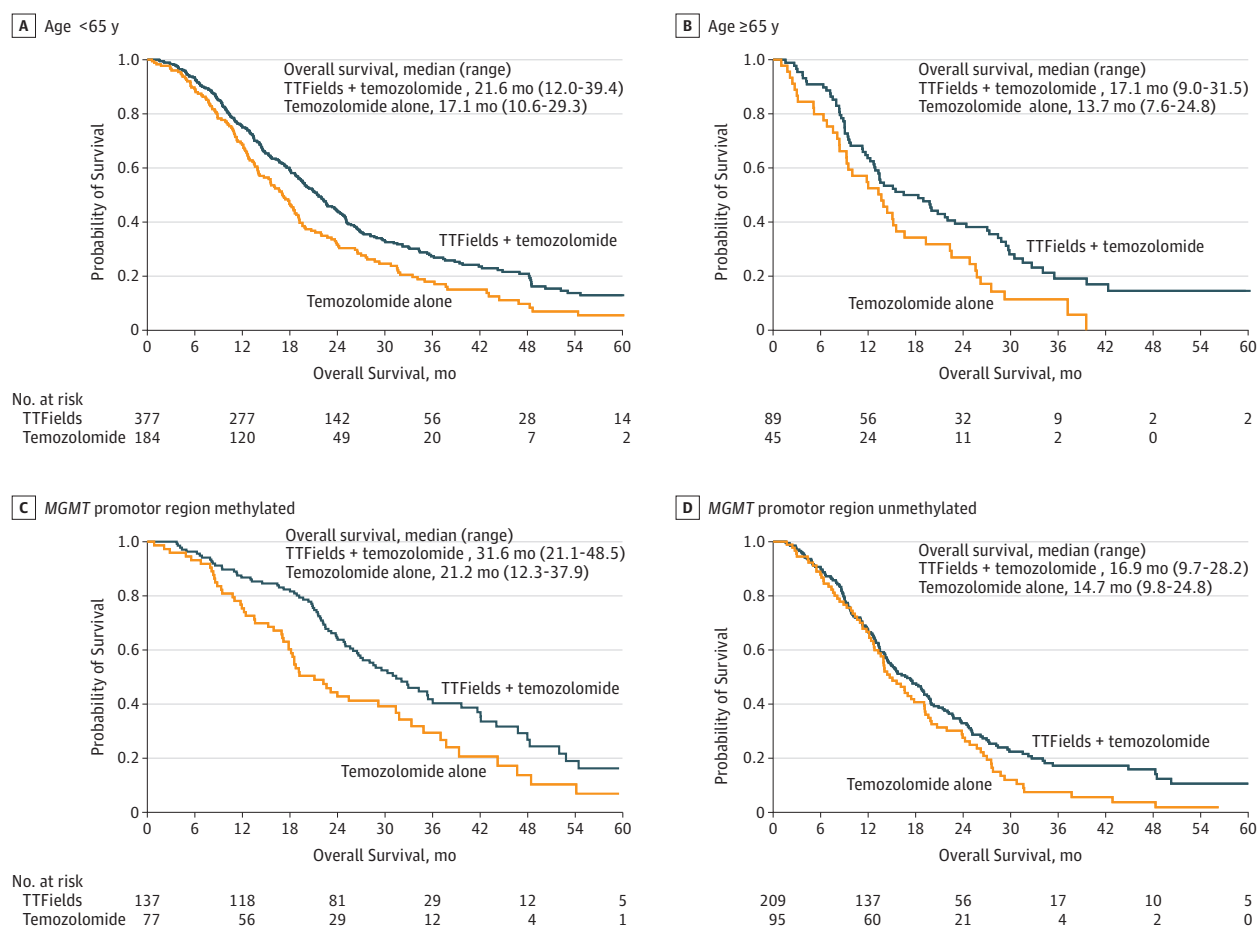 A Age <65 y
1.0
0.8
0.6
0.4
0.2
0
Probability of Survival
Overall survival, median (range)
TTFields + temozolomide , 21.6 mo (12.0-39.4)
Temozolomide alone, 17.1 mo (10.6-29.3)
TTFields + temozolomide
Temozolomide alone
0 6 12 18 24 30 36 42 48 54 60
Overall Survival, mo
No. at risk
TTFields 377 277 142 56 28 14
Temozolomide 184 120 49 20 7 2
B Age ≥65 y
1.0
0.8
0.6
0.4
0.2
0
Probability of Survival
Overall survival, median (range)
TTFields + temozolomide , 17.1 mo (9.0-31.5)
Temozolomide alone, 13.7 mo (7.6-24.8)
TTFields + temozolomide
Temozolomide alone
0 6 12 18 24 30 36 42 48 54 60
Overall Survival, mo
89 56 32 9 2 2
45 24 11 2 0
C MGMT promotor region methylated
1.0
0.8
0.6
0.4
0.2
0
Probability of Survival
Overall survival, median (range)
TTFields + temozolomide , 31.6 mo (21.1-48.5)
Temozolomide alone, 21.2 mo (12.3-37.9)
TTFields + temozolomide
Temozolomide alone
0 6 12 18 24 30 36 42 48 54 60
Overall Survival, mo
No. at risk
TTFields 137 118 81 29 12 5
Temozolomide 77 56 29 12 4 1
D MGMT promotor region unmethylated
1.0
0.8
0.6
0.4
0.2
0
Probability of Survival
Overall survival, median (range)
TTFields + temozolomide , 16.9 mo (9.7-28.2)
Temozolomide alone, 14.7 mo (9.8-24.8)
TTFields + temozolomide
Temozolomide alone
0 6 12 18 24 30 36 42 48 54 60
Overall Survival, mo
209 137 56 17 10 5
95 60 21 4 2 0